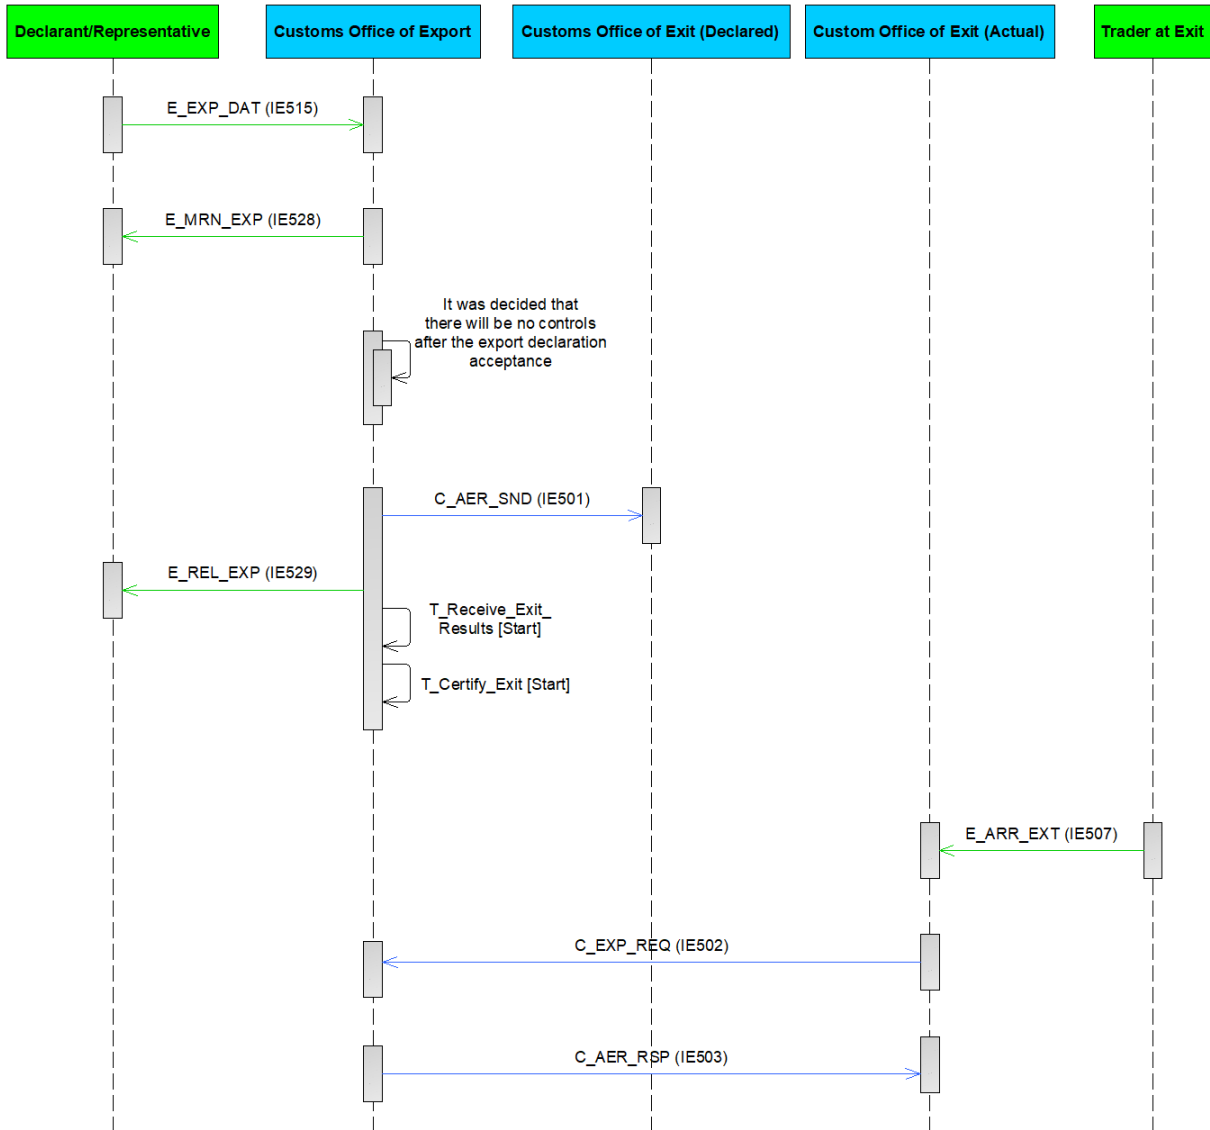 Declarant/Representative
Customs Office of Export
Customs Office of Exit (Declared)
Custom Office of Exit (Actual)
Trader at Exit
E_EXP_DAT (IE515)
E_MRN_EXP (IE528)
It was decided that
there will be no controls
after the export declaration
acceptance
C_AER_SND (IE501)
E_REL_EXP (IE529)
T_Receive_Exit_
Results [Start]
T_Certify_Exit [Start]
E_ARR_EXT (IE507)
C_EXP_REQ (IE502)
C_AER_RSP (IE503)